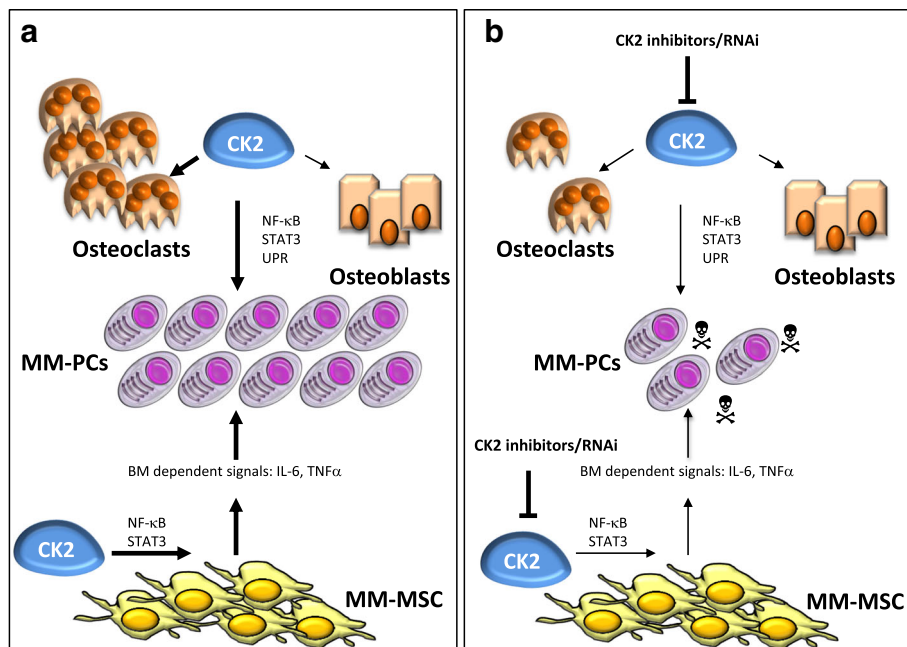 a
CK2
Osteoclasts
NF-κB
STAT3
UPR
Osteoblasts
MM-PCs
BM dependent signals: IL-6, TNFα
NF-κB
STAT3
CK2
MM-MSC
b
CK2 inhibitors/RNAi
CK2
Osteoclasts
NF-κB
STAT3
UPR
Osteoblasts
MM-PCs
CK2 inhibitors/RNAi
BM dependent signals: IL-6, TNFα
NF-κB
STAT3
CK2
MM-MSC